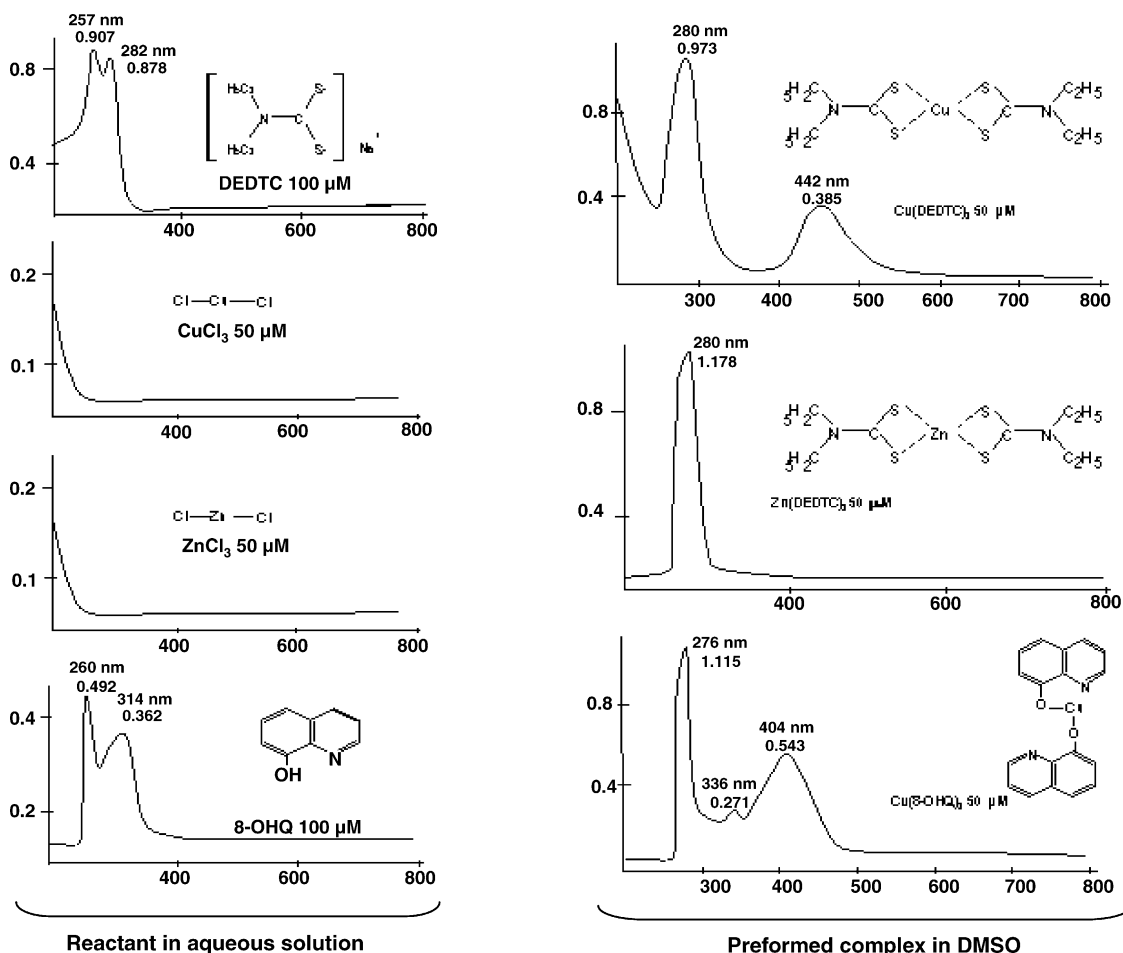 257 nm
0.907
282 nm
0.878
0.8
0.4
H₅C₂
H₅C₂
N
C
S
S
DEDTC 100 µM
400
600
800
0.2
0.1
Cl
Cl
CuCl₃ 50 µM
400
600
800
0.2
0.1
Cl
Cl
ZnCl₃ 50 µM
400
600
800
260 nm
0.492
314 nm
0.362
0.4
0.2
N
OH
8-OHQ 100 µM
400
600
800
Reactant in aqueous solution
280 nm
0.973
0.8
0.4
442 nm
0.385
₅H₂C
₅H₂C
N
C
S
S
Cu
S
S
C
N
C₂H₅
C₂H₅
Cu(DEDTC)₂ 50 µM
300
400
500
600
700
800
280 nm
1.178
0.8
0.4
₅H₂C
₅H₂C
N
C
S
S
Zn
S
S
C
N
C₂H₅
C₂H₅
Zn(DEDTC)₂ 50 µM
400
600
800
276 nm
1.115
0.8
0.4
336 nm
0.271
404 nm
0.543
N
O
Cu
O
N
Cu(8-OHQ)₂ 50 µM
300
400
500
600
700
800
Preformed complex in DMSO